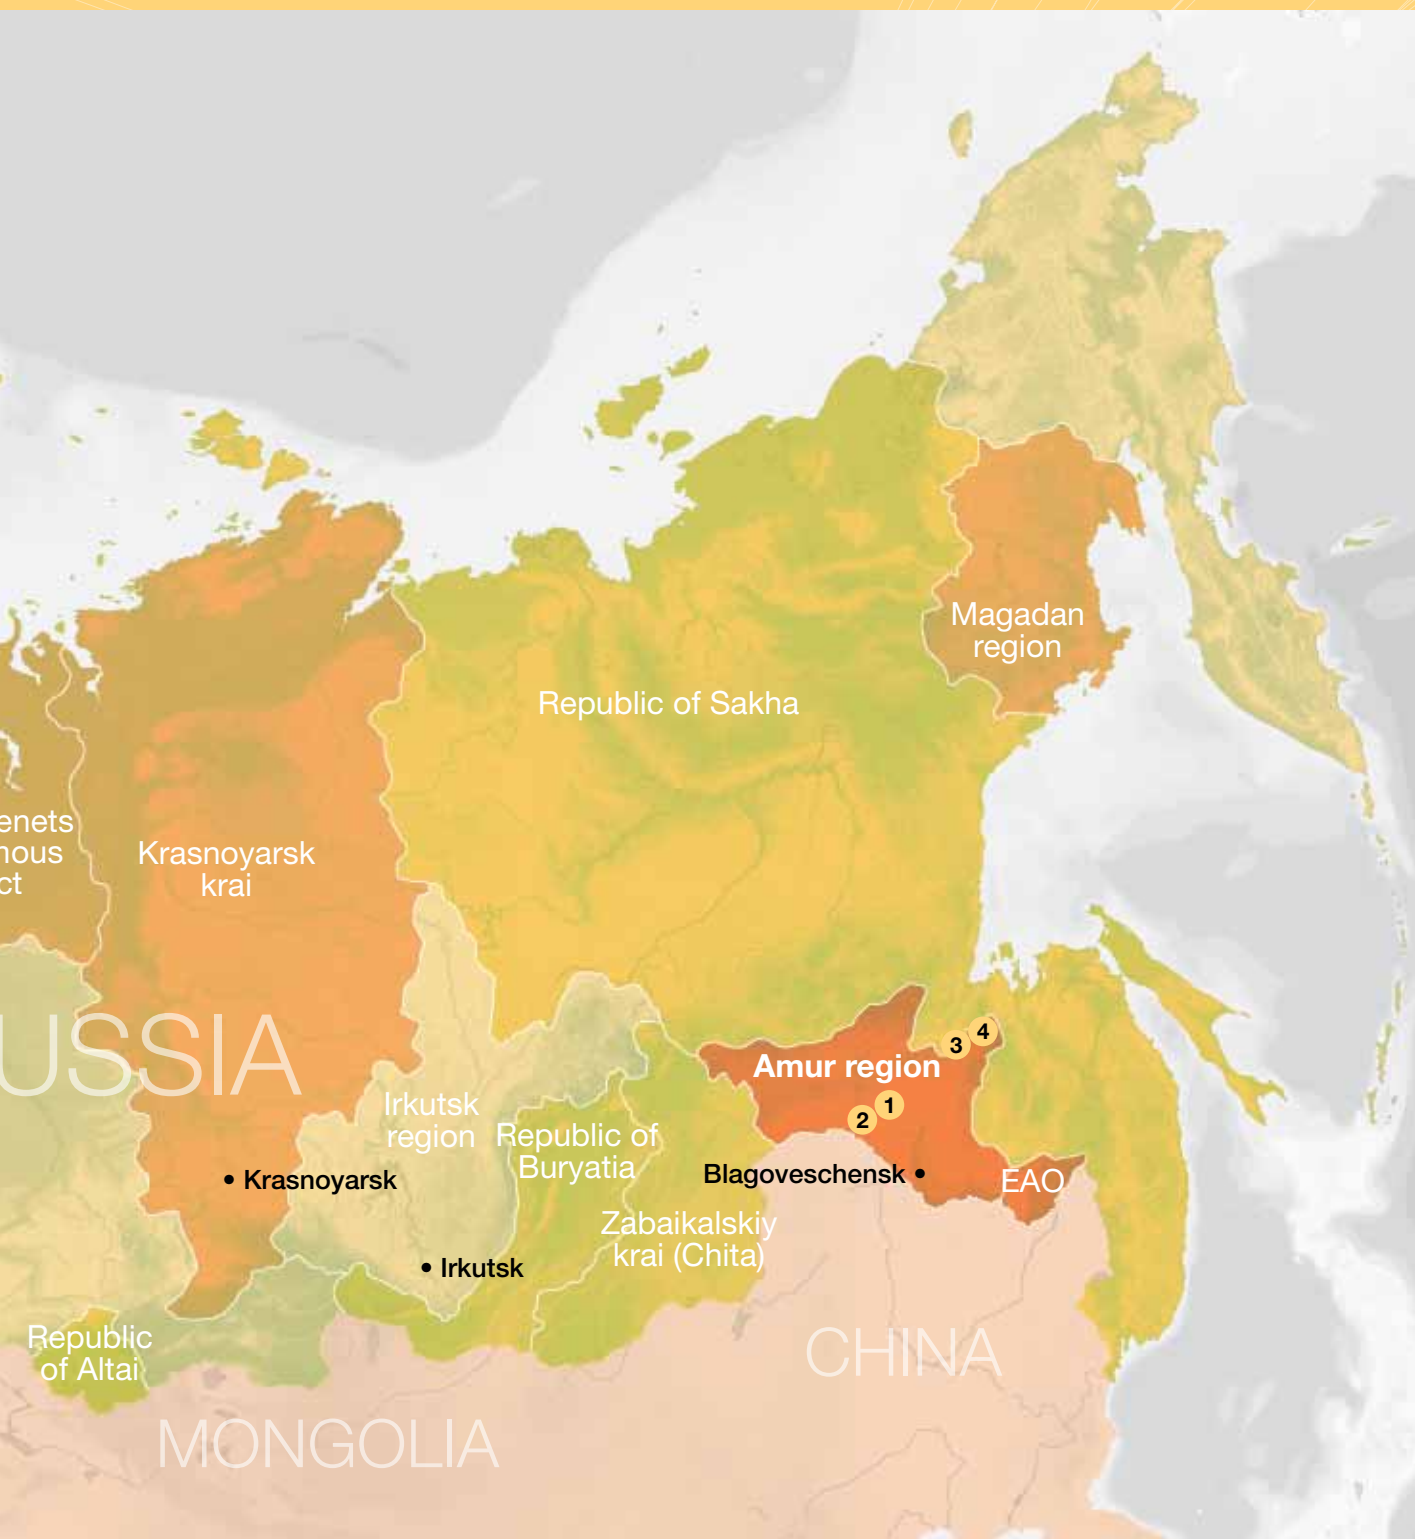 Magadan
region
Republic of Sakha
enets
nous
ct
Krasnoyarsk
krai
USSIA
4
3
Amur region
1
2
Irkutsk
region
Republic of
Buryatia
Blagoveschensk
EAO
Krasnoyarsk
Zabaikalskiy
krai (Chita)
Irkutsk
Republic
of Altai
CHINA
MONGOLIA